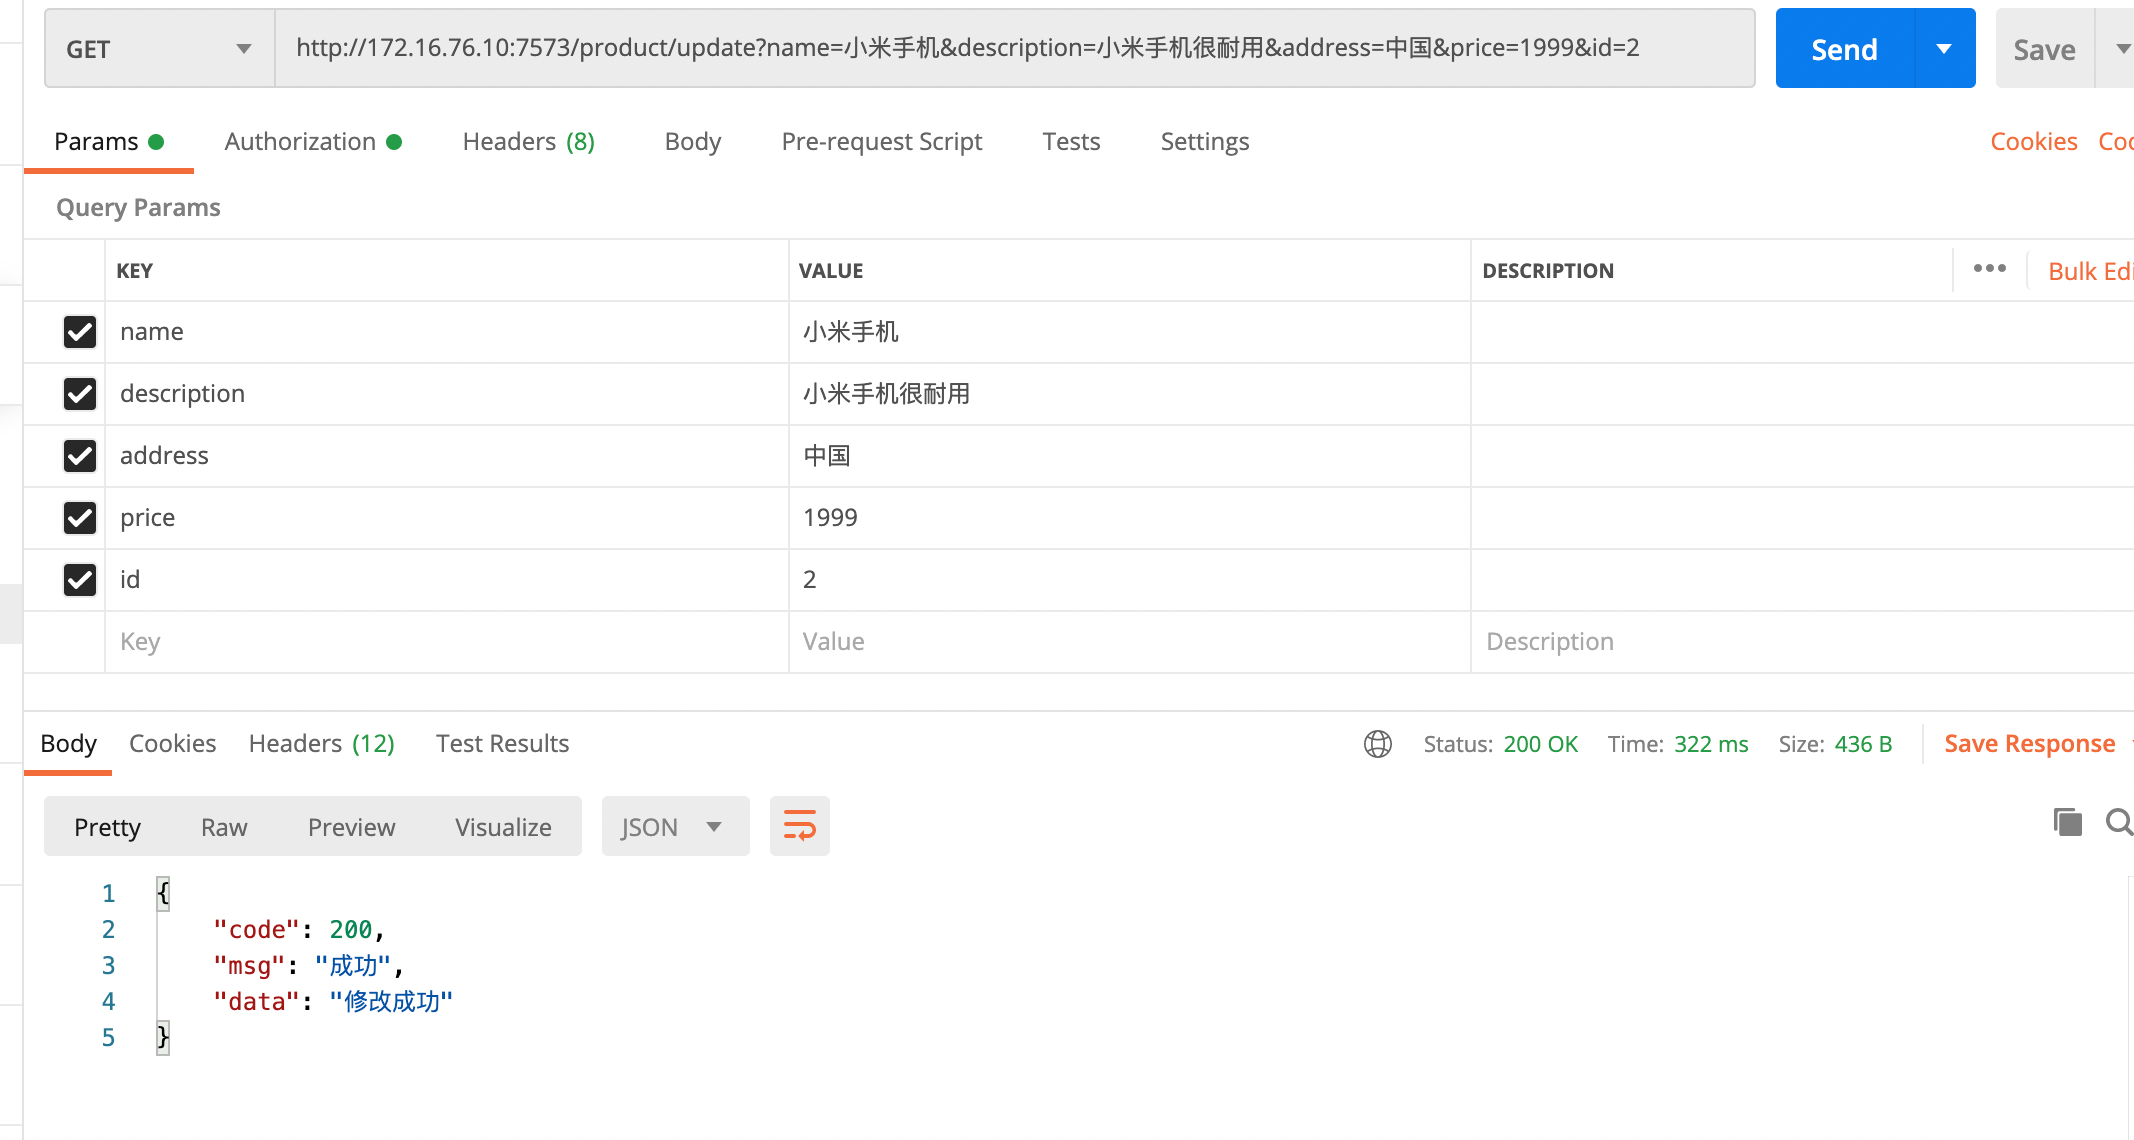 GET http://172.16.76.10:7573/product/update?name=小米手机&description=小米手机很耐用&address=中国&price=1999&id=2 Send Save
Params Authorization Headers (8) Body Pre-request Script Tests Settings Cookies
Query Params
KEY VALUE DESCRIPTION Bulk
name 小米手机
description 小米手机很耐用
address 中国
price 1999
id 2
Key Value Description
Body Cookies Headers (12) Test Results Status: 200 OK Time: 322 ms Size: 436 B Save Response
Pretty Raw Preview Visualize JSON
1 {
2 "code": 200,
3 "msg": "成功",
4 "data": "修改成功"
5 }